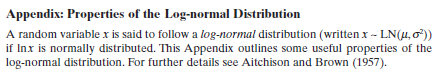 Appendix: Properties of the Log-normal Distribution
A random variable x is said to follow a log-normal distribution (written x ~ LN(μ, σ²))
if lnx is normally distributed. This Appendix outlines some useful properties of the
log-normal distribution. For further details see Aitchison and Brown (1957).